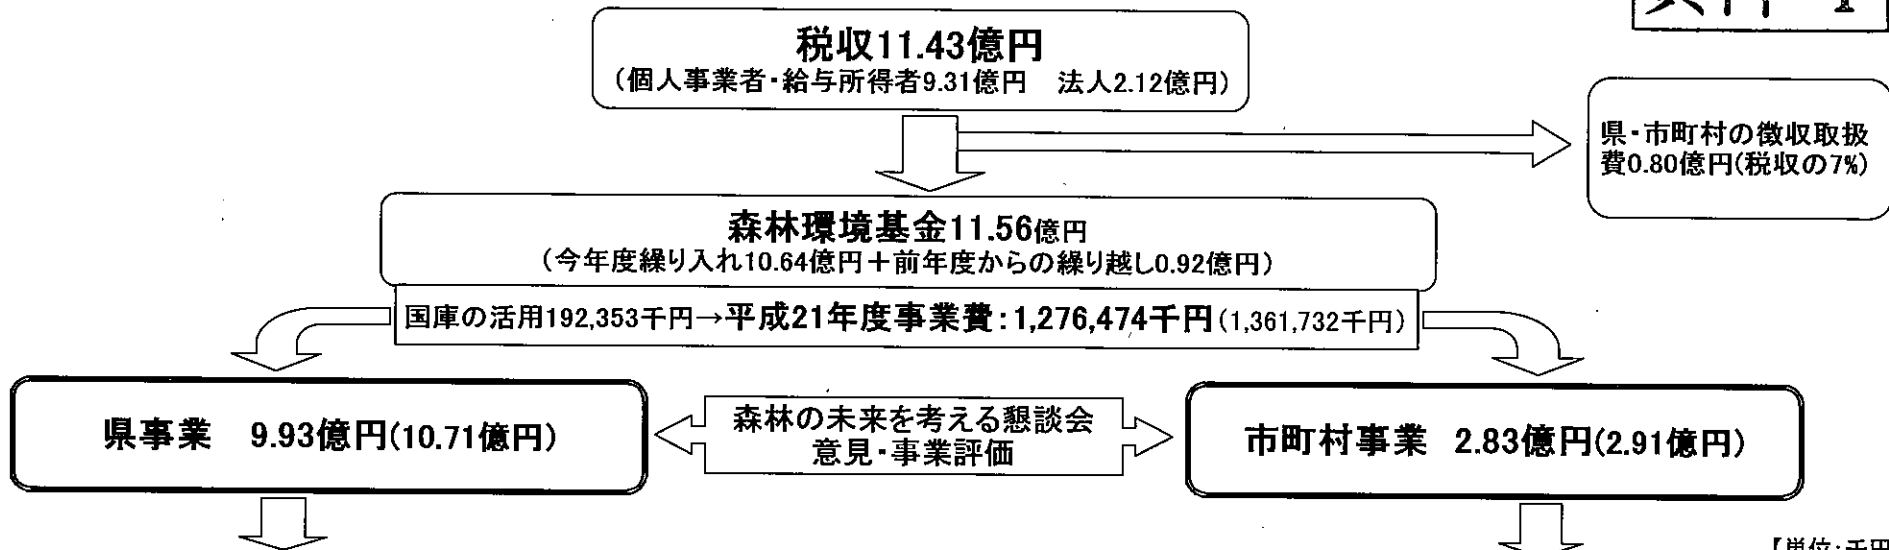 税収11.43億円
(個人事業者・給与所得者9.31億円　法人2.12億円)
県・市町村の徴収取扱
費0.80億円(税収の7%)
森林環境基金11.56億円
(今年度繰り入れ10.64億円＋前年度からの繰り越し0.92億円)
国庫の活用192,353千円→平成21年度事業費：1,276,474千円(1,361,732千円)
県事業　9.93億円(10.71億円)
森林の未来を考える懇談会
意見・事業評価
市町村事業　2.83億円(2.91億円)
【単位:千円